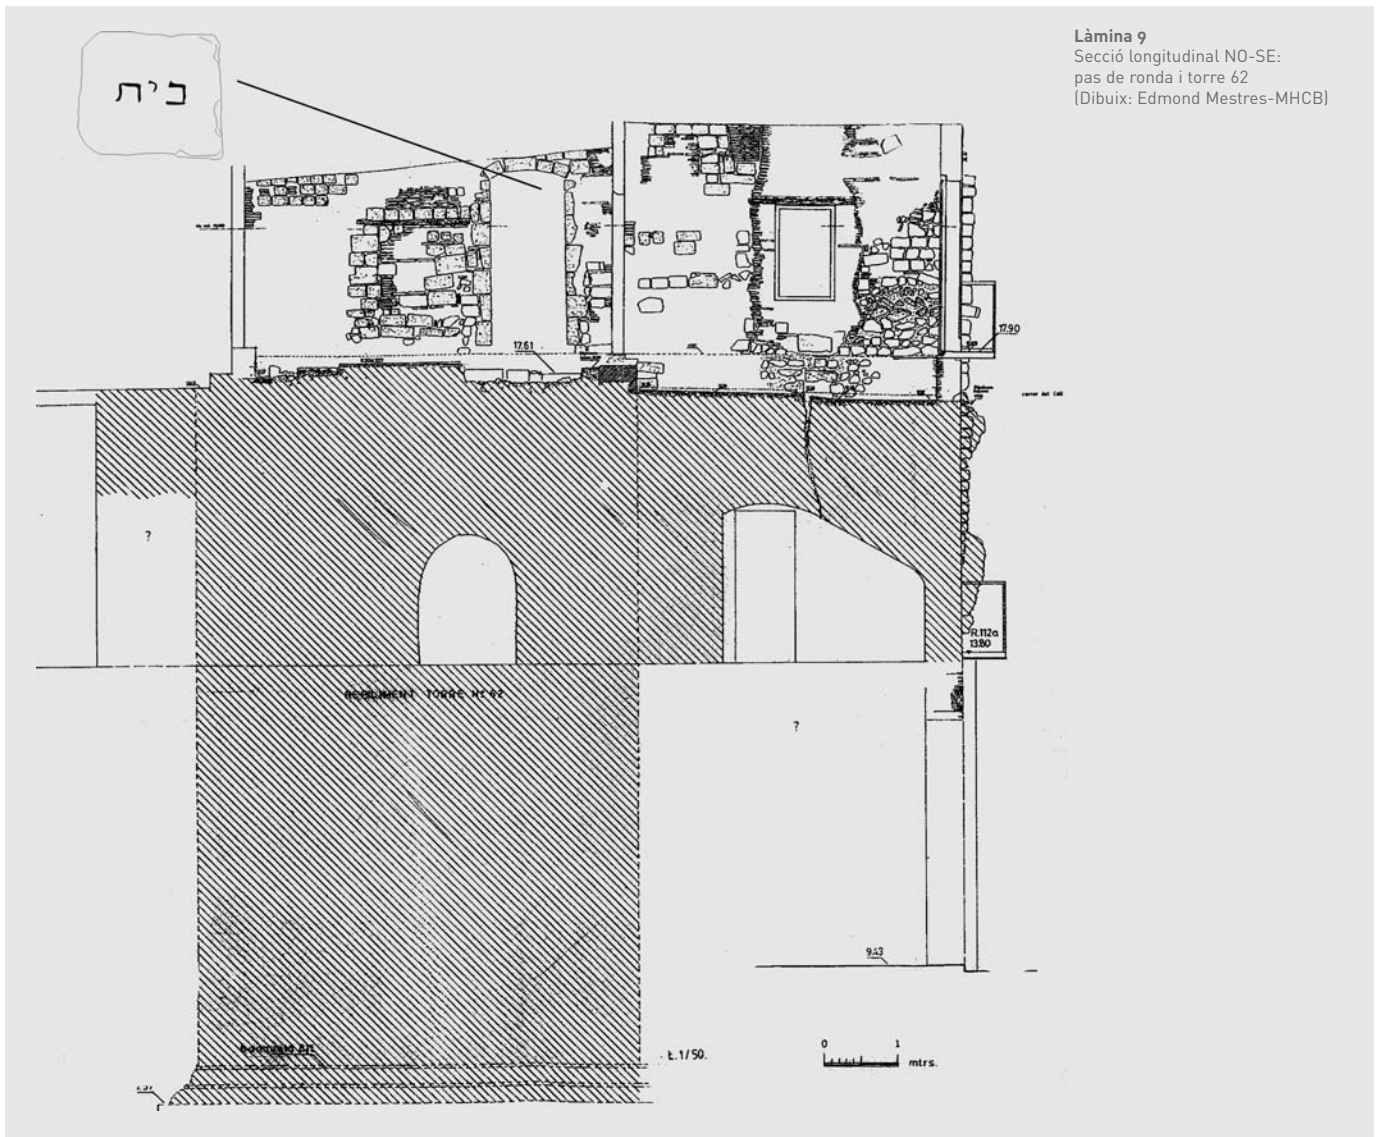 בית
Làmina 9
Secció longitudinal NO-SE:
pas de ronda i torre 62
(Dibuix: Edmond Mestres-MHCB)
17.90
17.61
carrer del Call
?
R.112a
13.80
REBLIMENT TORRE Nº 62
?
9.43
E.1/50.
0 1
mtrs.